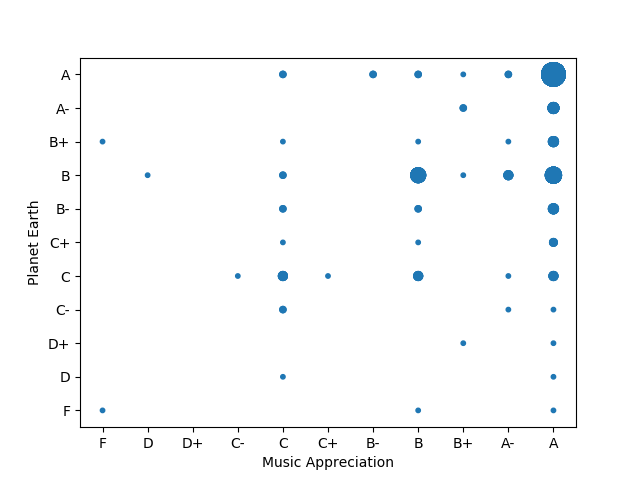 Planet Earth
A
A-
B+
B
B-
C+
C
C-
D+
D
F
F D D+ C- C C+ B- B B+ A- A
Music Appreciation